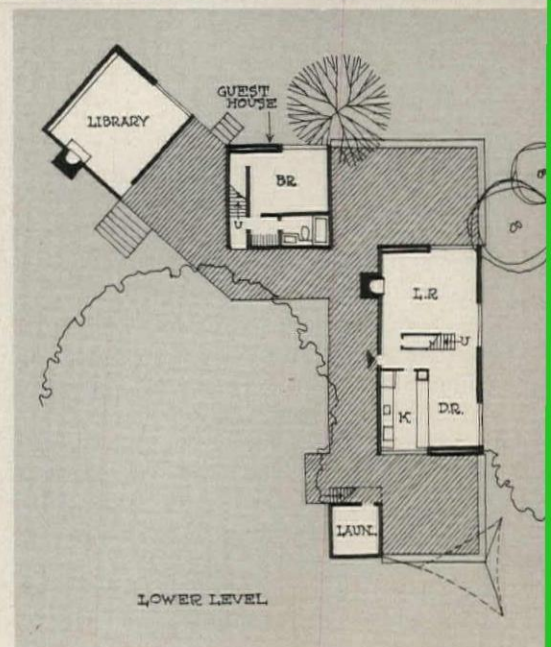 GUEST
HOUSE
LIBRARY
BR.
U
L.R.
U
K
D.R.
LAUN.
LOWER LEVEL